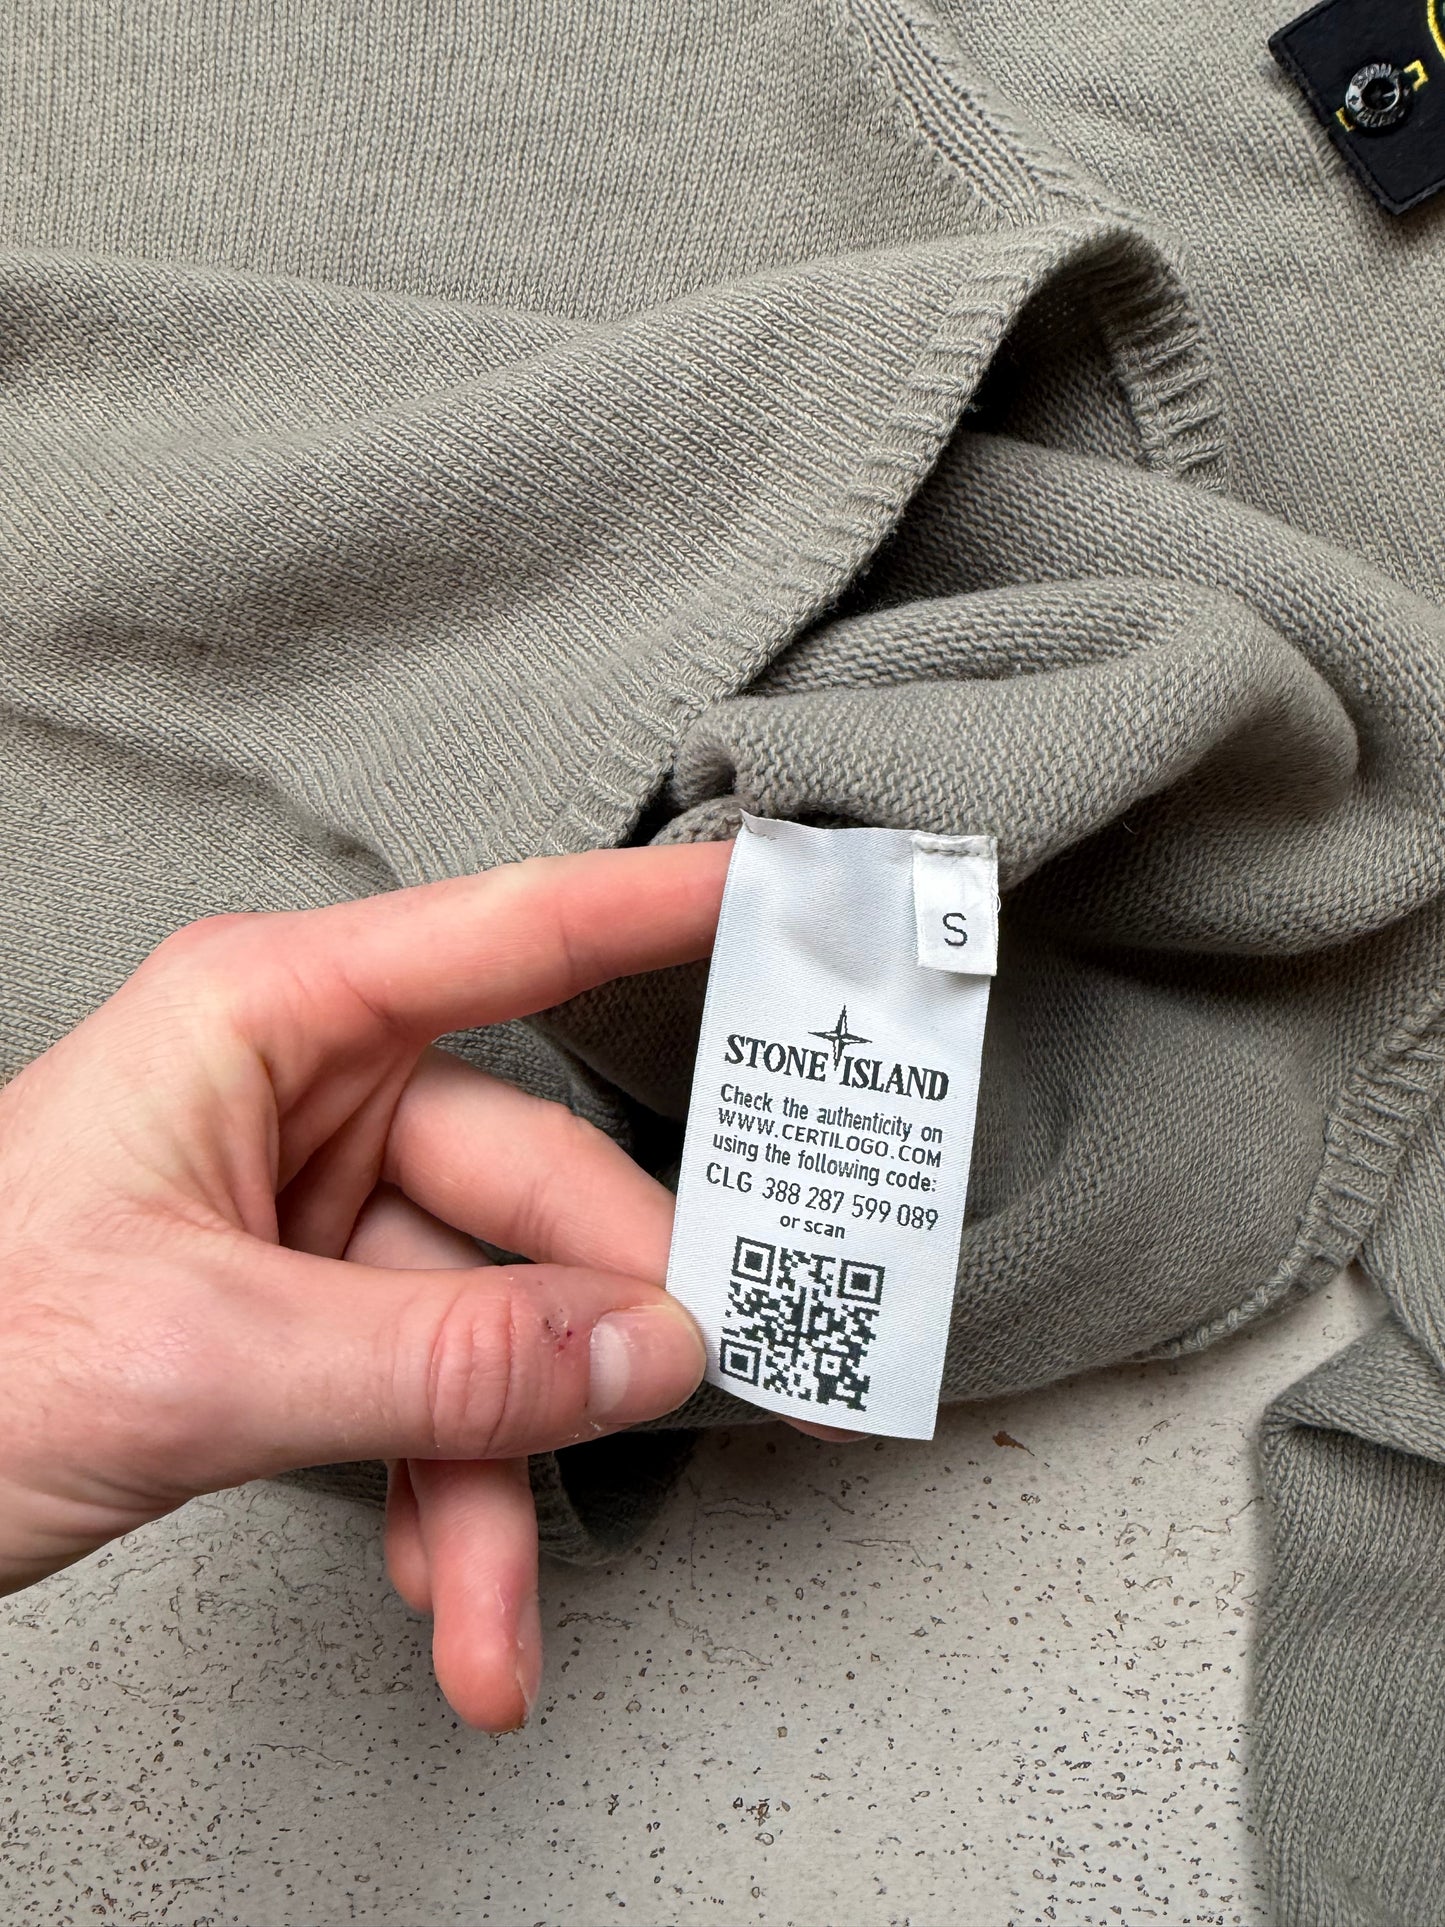 S
STONE ISLAND
Check the authenticity on
WWW.CERTILOGO.COM
using the following code:
CLG 388 287 599 089
or scan